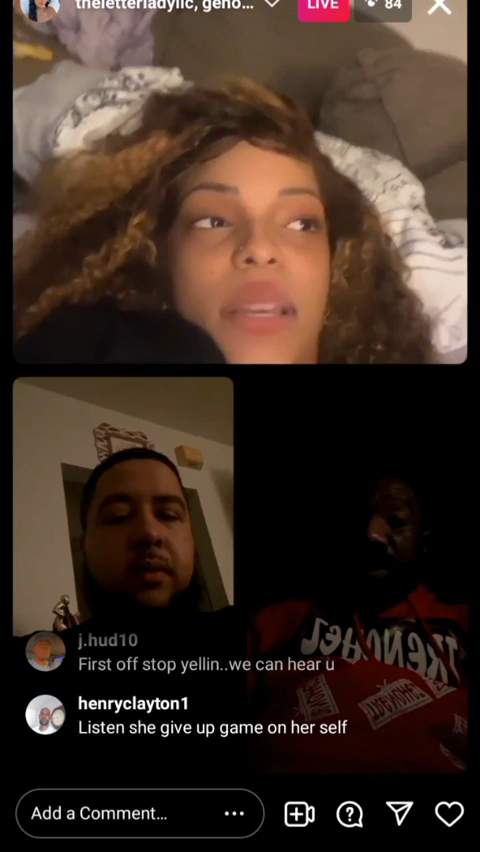 theletterladyllc, geno...
LIVE
84
j.hud10
First off stop yellin..we can hear u
henryclayton1
Listen she give up game on her self
Add a Comment...